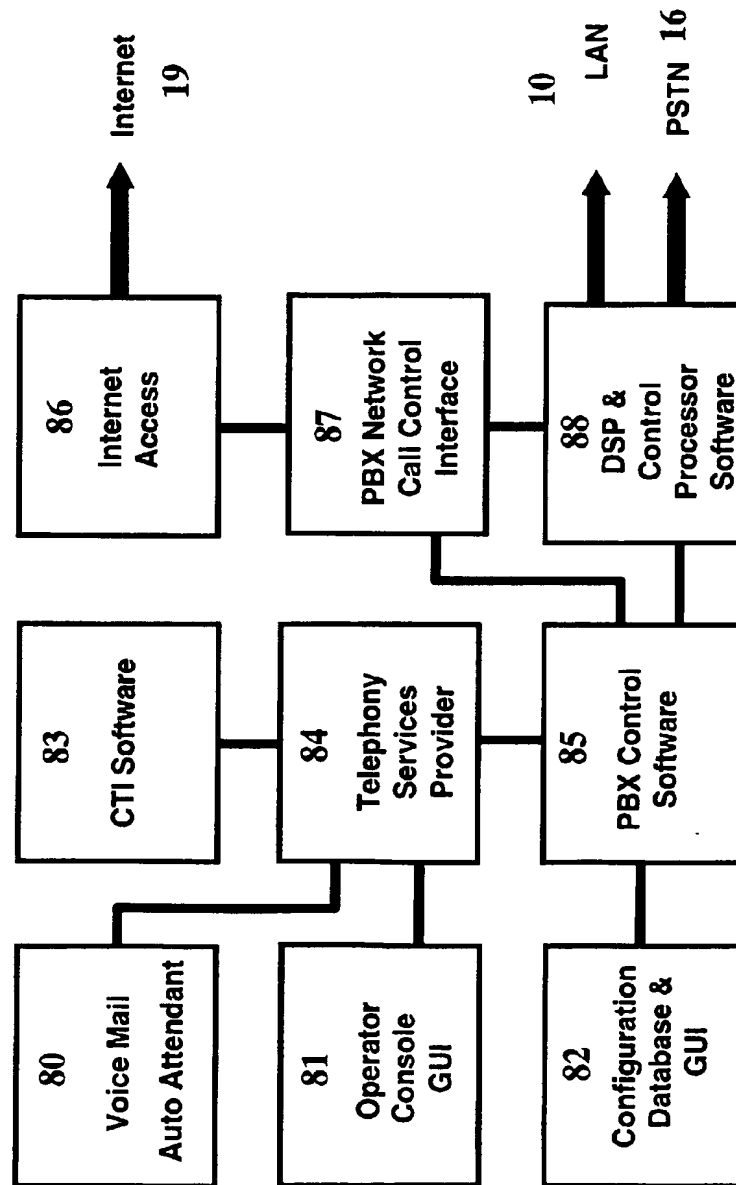 80
Voice Mail
Auto Attendant
81
Operator
Console
GUI
82
Configuration
Database &
GUI
83
CTI Software
84
Telephony
Services
Provider
85
PBX Control
Software
86
Internet
Access
87
PBX Network
Call Control
Interface
88
DSP &
Control
Processor
Software
Internet
19
10
LAN
PSTN 16